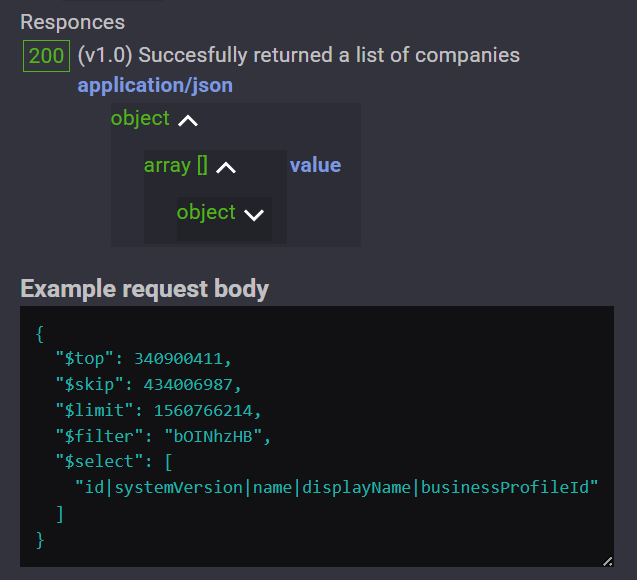 Responces
200 (v1.0) Succesfully returned a list of companies
application/json
object
array [] value
object
Example request body
{
"$top": 340900411,
"$skip": 434006987,
"$limit": 1560766214,
"$filter": "bOINhzHB",
"$select": [
"id|systemVersion|name|displayName|businessProfileId"
]
}